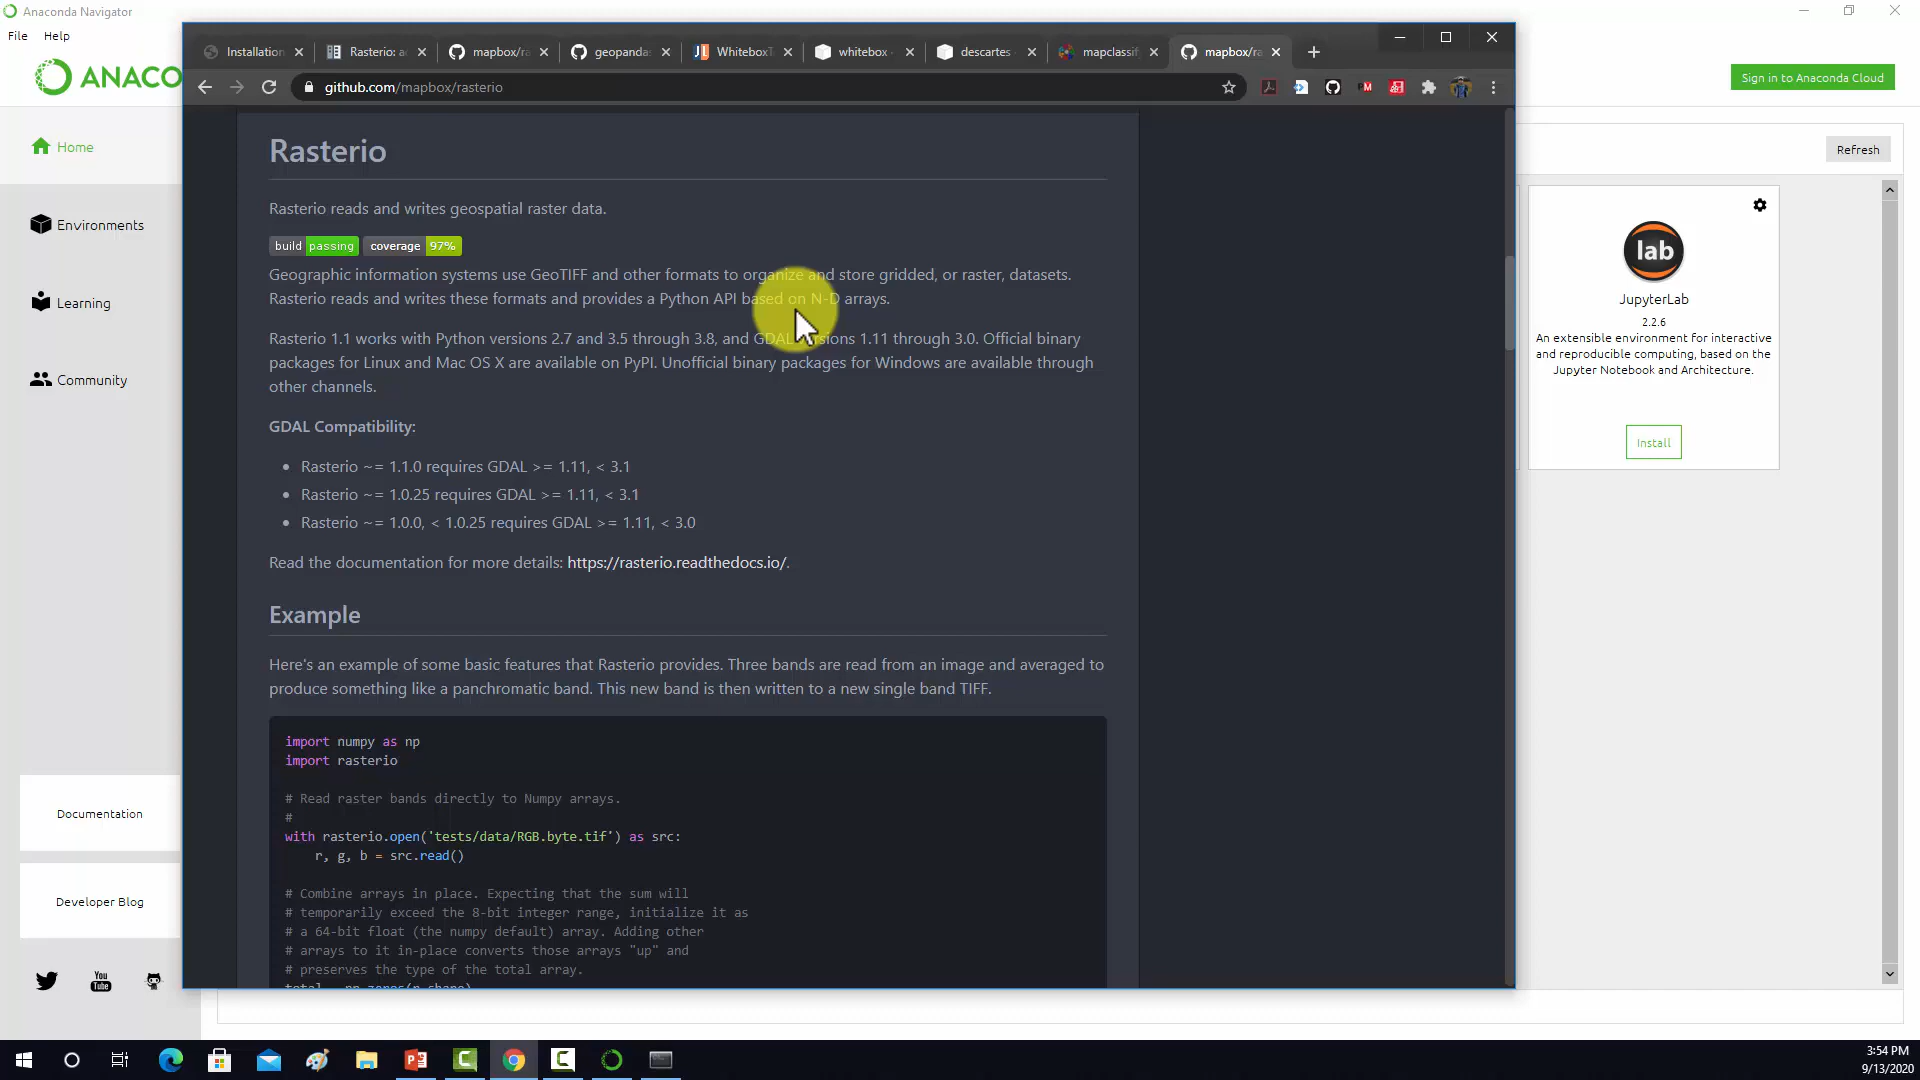 Anaconda Navigator
File Help
ANACO
Sign in to Anaconda Cloud
Installation
Rasterio: a
mapbox/ra
geopanda
WhiteboxT
whitebox
descartes
mapclassif
mapbox/ra
github.com/mapbox/rasterio
Home
Environments
Learning
Community
Documentation
Developer Blog
You
Tube
Refresh
lab
JupyterLab
2.2.6
An extensible environment for interactive
and reproducible computing, based on the
Jupyter Notebook and Architecture.
Install
Rasterio
Rasterio reads and writes geospatial raster data.
build passing coverage 97%
Geographic information systems use GeoTIFF and other formats to organize and store gridded, or raster, datasets.
Rasterio reads and writes these formats and provides a Python API based on N-D arrays.
Rasterio 1.1 works with Python versions 2.7 and 3.5 through 3.8, and GDAL versions 1.11 through 3.0. Official binary
packages for Linux and Mac OS X are available on PyPI. Unofficial binary packages for Windows are available through
other channels.
GDAL Compatibility:
Rasterio ~= 1.1.0 requires GDAL >= 1.11, < 3.1
Rasterio ~= 1.0.25 requires GDAL >= 1.11, < 3.1
Rasterio ~= 1.0.0, < 1.0.25 requires GDAL >= 1.11, < 3.0
Read the documentation for more details: https://rasterio.readthedocs.io/.
Example
Here's an example of some basic features that Rasterio provides. Three bands are read from an image and averaged to
produce something like a panchromatic band. This new band is then written to a new single band TIFF.
import numpy as np
import rasterio
# Read raster bands directly to Numpy arrays.
#
with rasterio.open('tests/data/RGB.byte.tif') as src:
r, g, b = src.read()
# Combine arrays in place. Expecting that the sum will
# temporarily exceed the 8-bit integer range, initialize it as
# a 64-bit float (the numpy default) array. Adding other
# arrays to it in-place converts those arrays "up" and
# preserves the type of the total array.
total = np.zeros(r.shape)
3:54 PM
9/13/2020